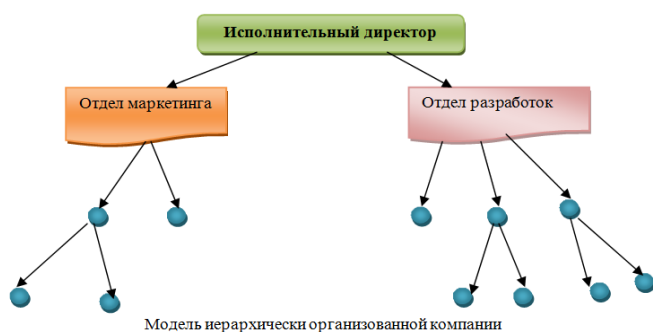 Исполнительный директор
Отдел маркетинга
Отдел разработок
Модель иерархически организованной компании